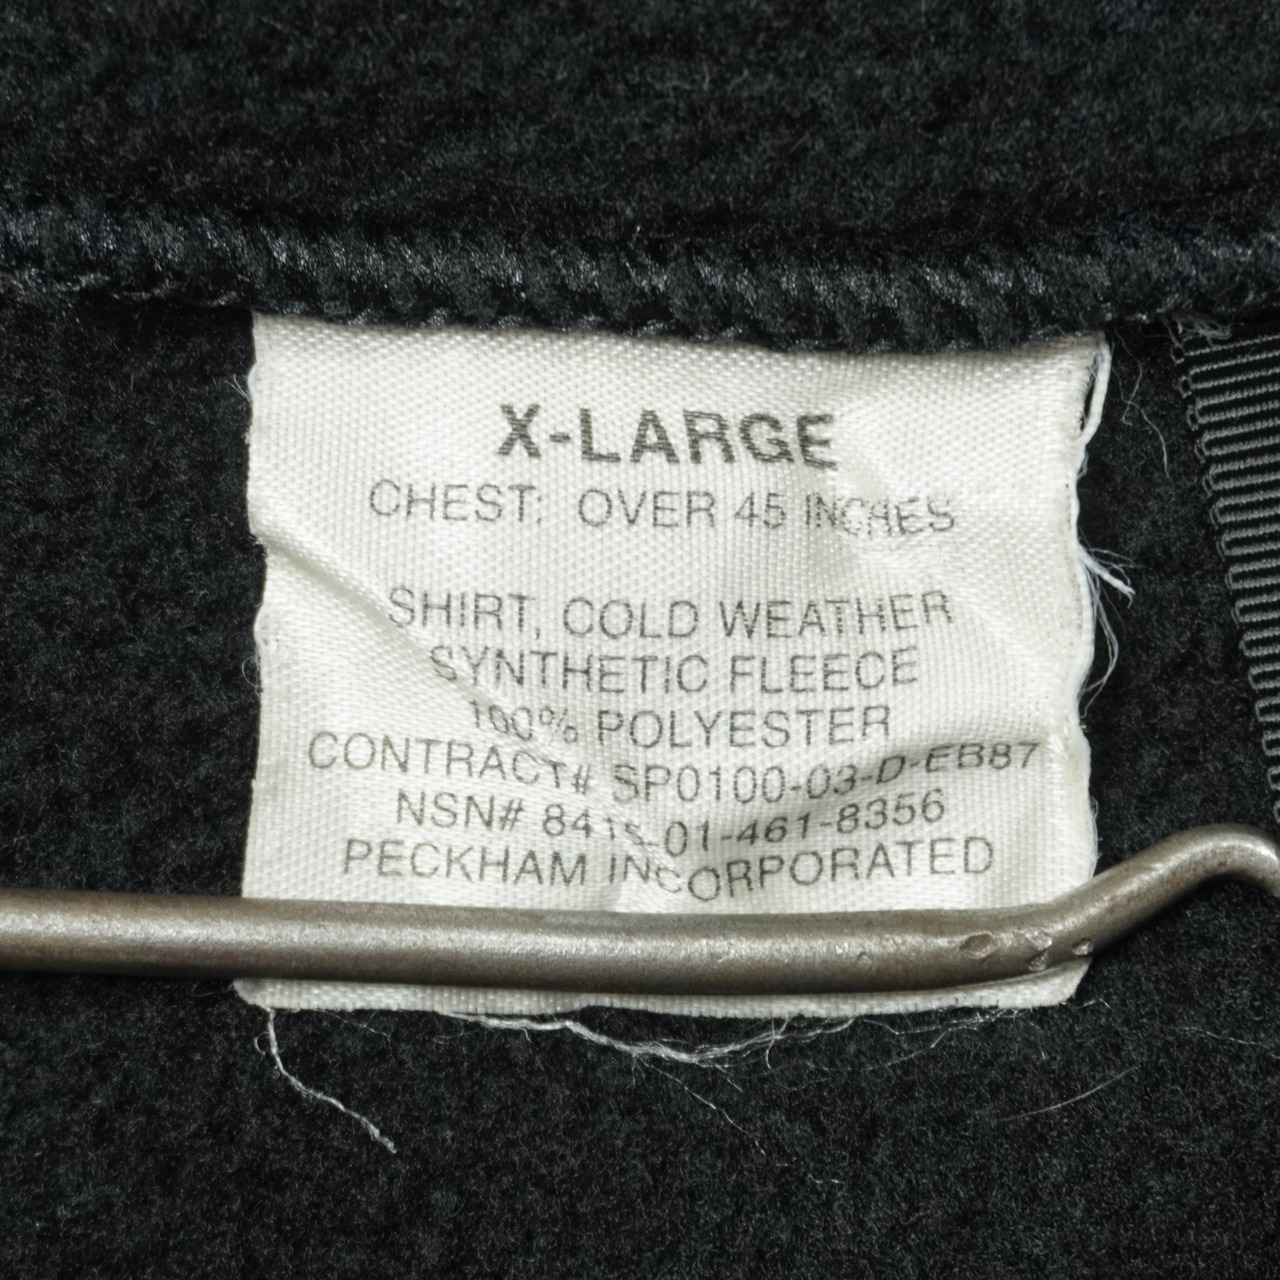 X-LARGE
CHEST: OVER 45 INCHES
SHIRT, COLD WEATHER
SYNTHETIC FLEECE
100% POLYESTER
CONTRACT# SP0100-03-D-EB87
NSN# 8415-01-461-8356
PECKHAM INCORPORATED